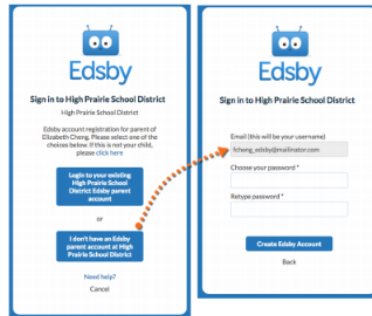 Edsby
Sign in to High Prairie School District
High Prairie School District
Edsby account registration for parent of
Elizabeth Cheng. Please select one of the
choices below. If this is not your child,
please click here
Login to your existing
High Prairie School
District Edsby parent
account
or
I don't have an Edsby
parent account at High
Prairie School District
Need help?
Cancel
Edsby
Sign in to High Prairie School District
Email (this will be your username)
fcheng_edsby@mailinator.com
Choose your password *
Retype password *
Create Edsby Account
Back